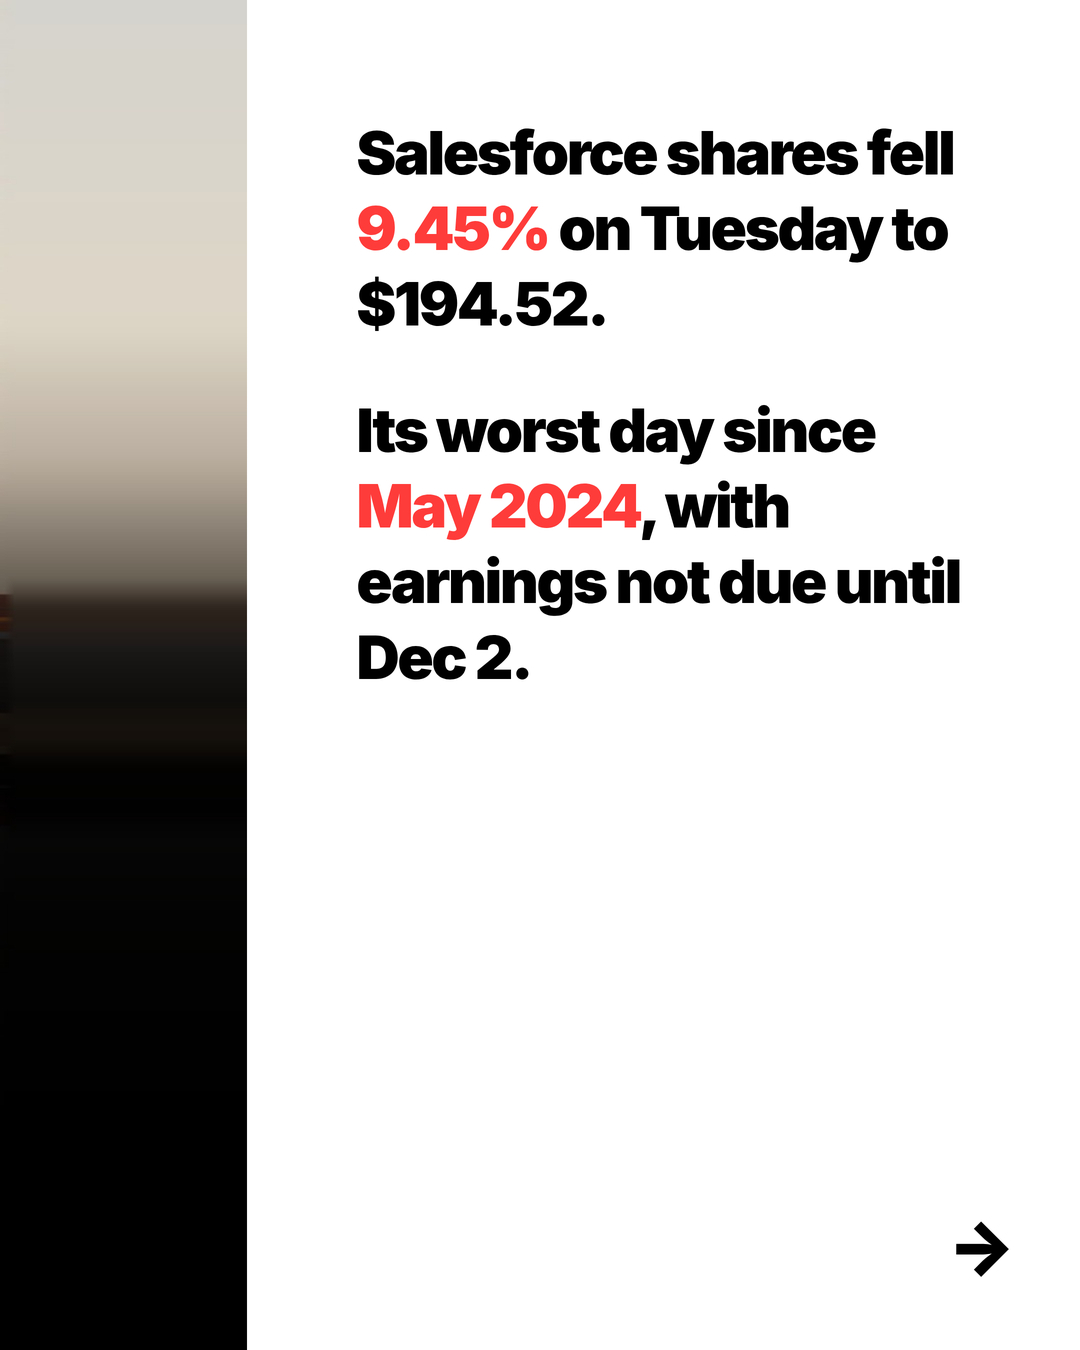 Salesforce shares fell
9.45% on Tuesday to
$194.52.
Its worst day since
May 2024, with
earnings not due until
Dec 2.